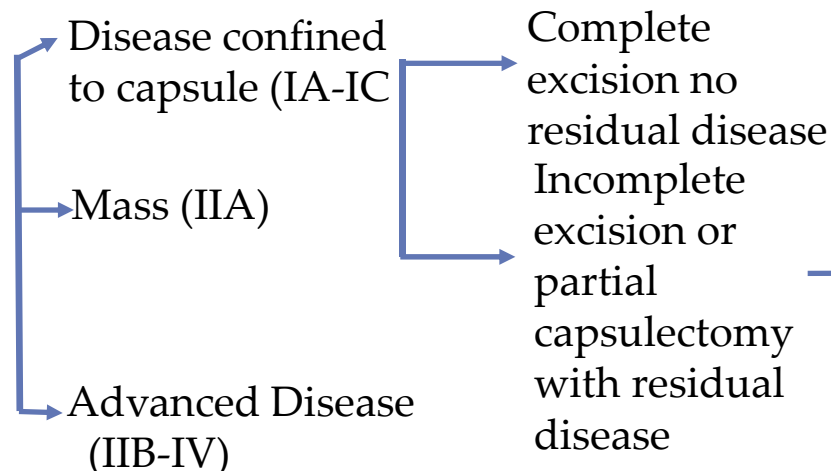 Disease confined
to capsule (IA-IC
Mass (IIA)
Advanced Disease
(IIB-IV)
Complete
excision no
residual disease
Incomplete
excision or
partial
capsulectomy
with residual
disease